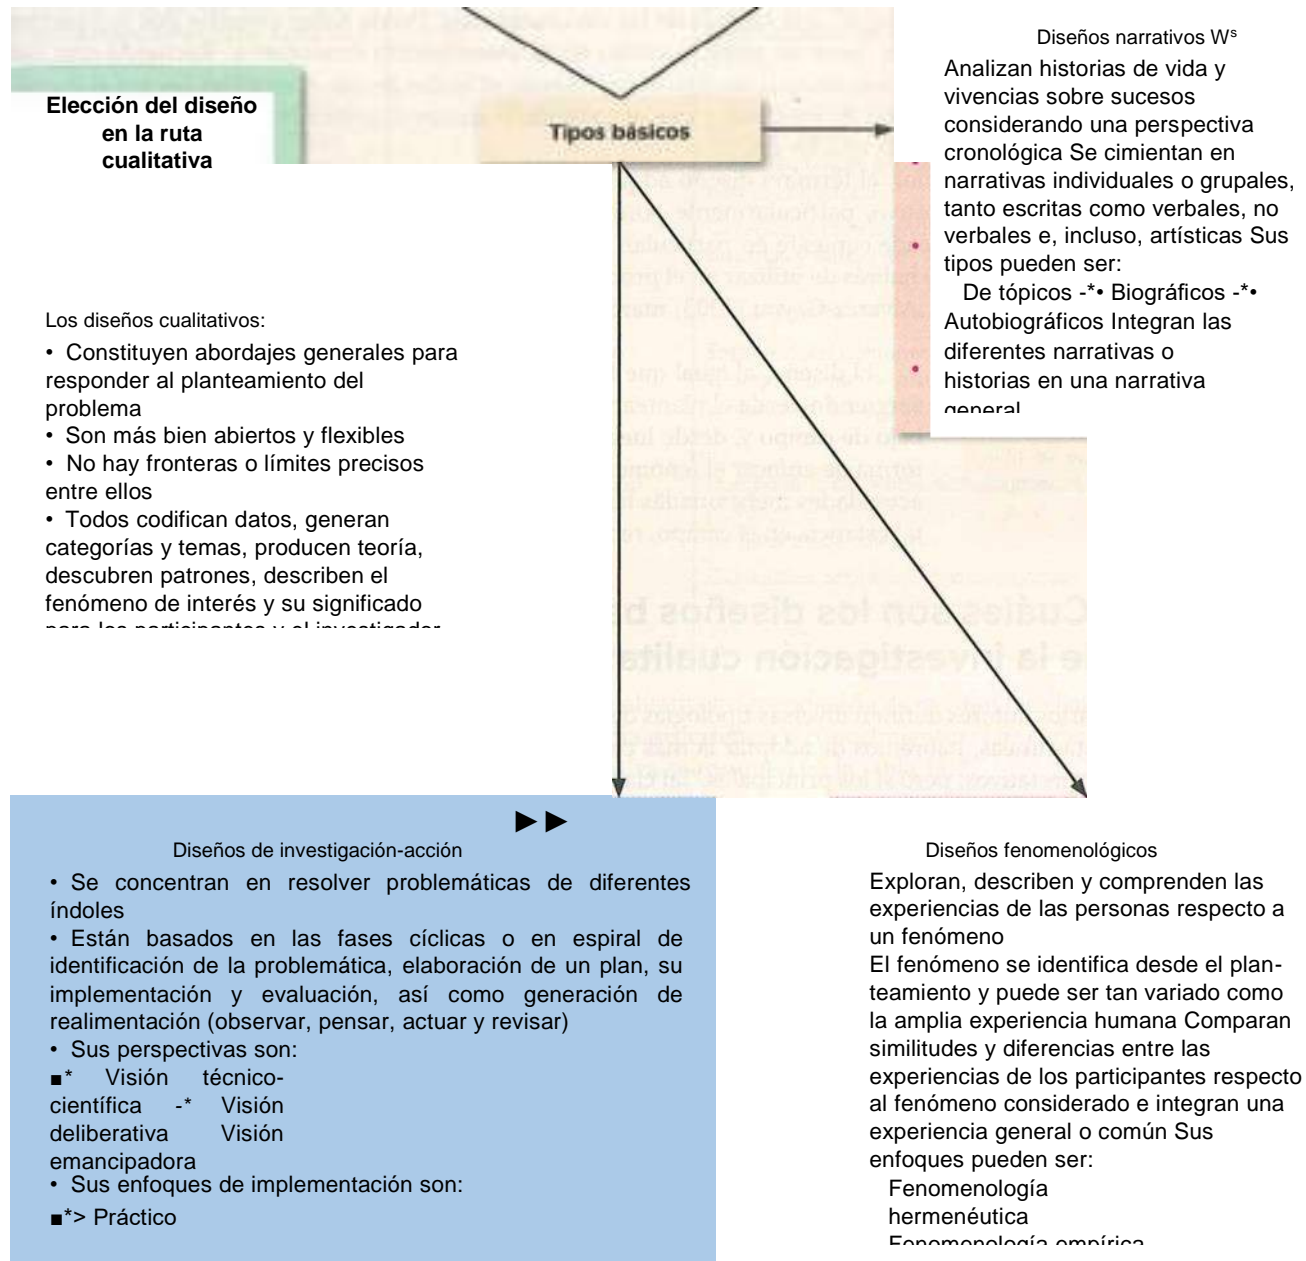 Elección del diseño
en la ruta
cualitativa
Tipos básicos
Diseños narrativos Wˢ
Analizan historias de vida y
vivencias sobre sucesos
considerando una perspectiva
cronológica Se cimientan en
narrativas individuales o grupales,
tanto escritas como verbales, no
verbales e, incluso, artísticas Sus
tipos pueden ser:
De tópicos -*• Biográficos -*•
Autobiográficos Integran las
diferentes narrativas o
historias en una narrativa
general
Los diseños cualitativos:
• Constituyen abordajes generales para
responder al planteamiento del
problema
• Son más bien abiertos y flexibles
• No hay fronteras o límites precisos
entre ellos
• Todos codifican datos, generan
categorías y temas, producen teoría,
descubren patrones, describen el
fenómeno de interés y su significado
para los participantes y el investigador
►►
Diseños de investigación-acción
• Se concentran en resolver problemáticas de diferentes
índoles
• Están basados en las fases cíclicas o en espiral de
identificación de la problemática, elaboración de un plan, su
implementación y evaluación, así como generación de
realimentación (observar, pensar, actuar y revisar)
• Sus perspectivas son:
■* Visión técnico-
científica -* Visión
deliberativa Visión
emancipadora
• Sus enfoques de implementación son:
■*> Práctico
Diseños fenomenológicos
Exploran, describen y comprenden las
experiencias de las personas respecto a
un fenómeno
El fenómeno se identifica desde el plan-
teamiento y puede ser tan variado como
la amplia experiencia humana Comparan
similitudes y diferencias entre las
experiencias de los participantes respecto
al fenómeno considerado e integran una
experiencia general o común Sus
enfoques pueden ser:
Fenomenología
hermenéutica
Fenomenología empírica